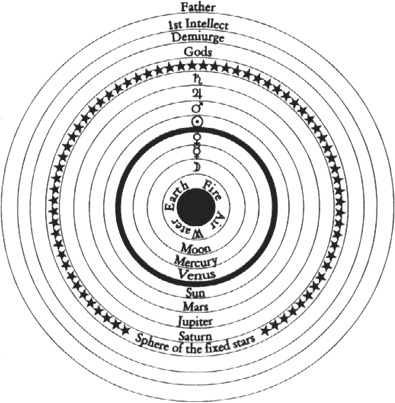 Father
1st Intellect
Demiurge
Gods
♄
♃
♂
☉
♀
☿
☽
Earth Fire
Water Air
Moon
Mercury
Venus
Sun
Mars
Jupiter
Saturn
Sphere of the fixed stars